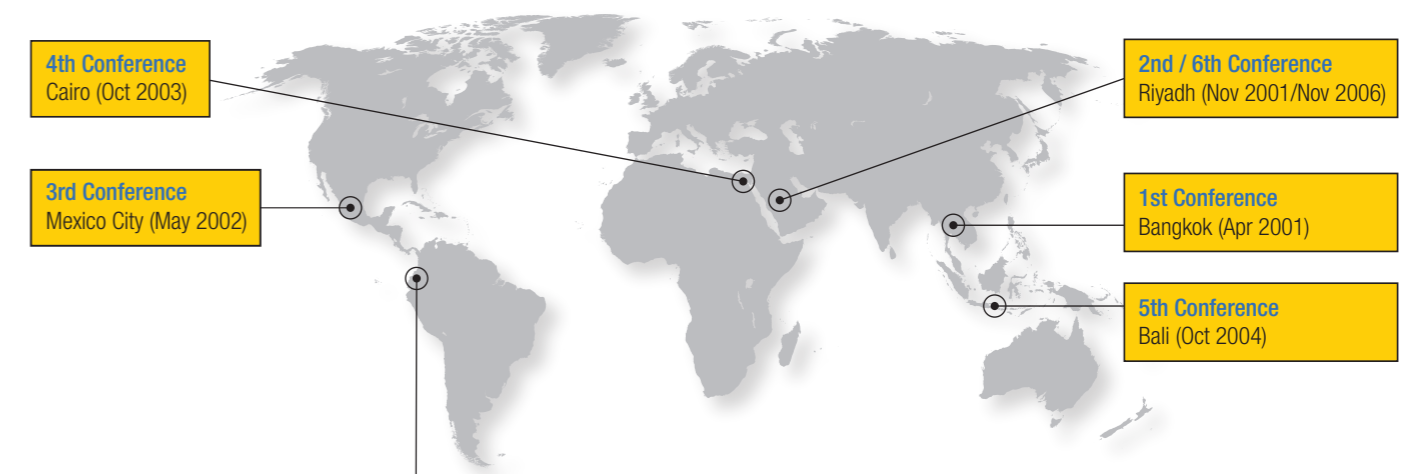 4th Conference
Cairo (Oct 2003)
2nd / 6th Conference
Riyadh (Nov 2001/Nov 2006)
3rd Conference
Mexico City (May 2002)
1st Conference
Bangkok (Apr 2001)
5th Conference
Bali (Oct 2004)